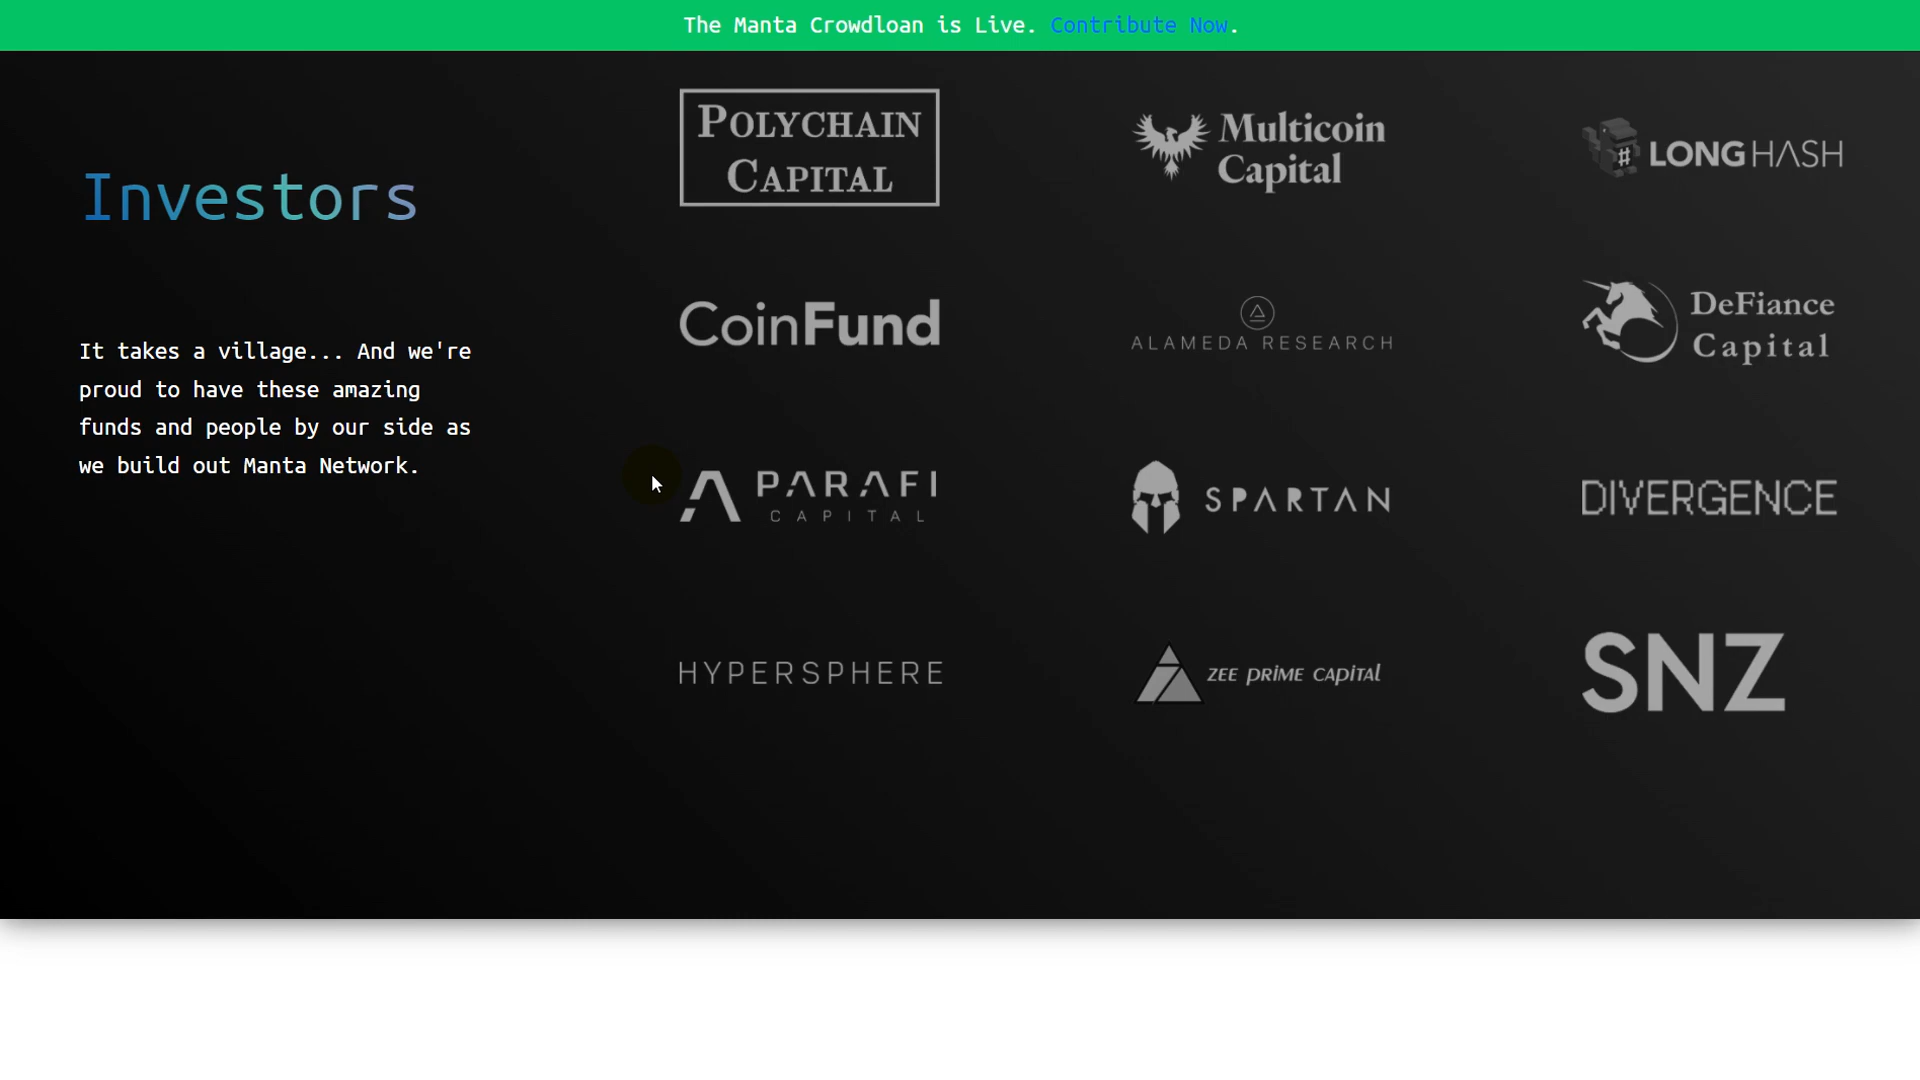 The Manta Crowdloan is Live. Contribute Now.
Investors
It takes a village... And we're
proud to have these amazing
funds and people by our side as
we build out Manta Network.
POLYCHAIN
CAPITAL
Multicoin
Capital
#
LONGHASH
CoinFund
ALAMEDA RESEARCH
DeFiance
Capital
PARAFI
CAPITAL
SPARTAN
DIVERGENCE
HYPERSPHERE
ZEE PRIME CAPITAL
SNZ